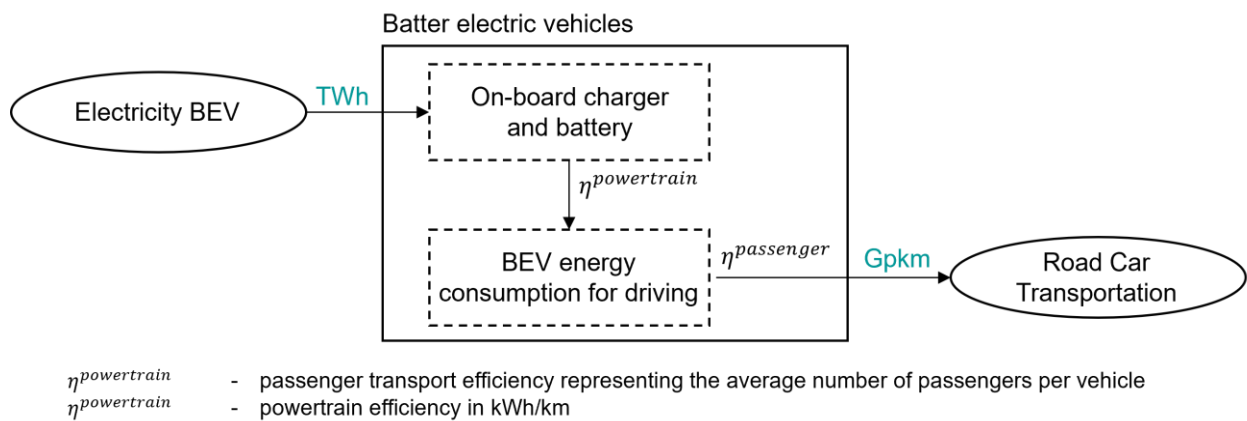 Batter electric vehicles
Electricity BEV
TWh
On-board charger
and battery
η^powertrain
BEV energy
consumption for driving
η^passenger
Gpkm
Road Car
Transportation
η^powertrain - passenger transport efficiency representing the average number of passengers per vehicle
η^powertrain - powertrain efficiency in kWh/km